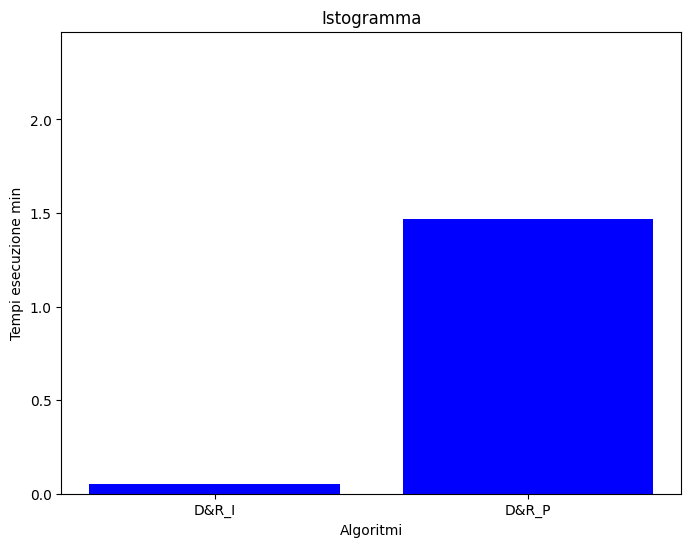 Istogramma
Tempi esecuzione min
2.0
1.5
1.0
0.5
0.0
D&R_I
D&R_P
Algoritmi